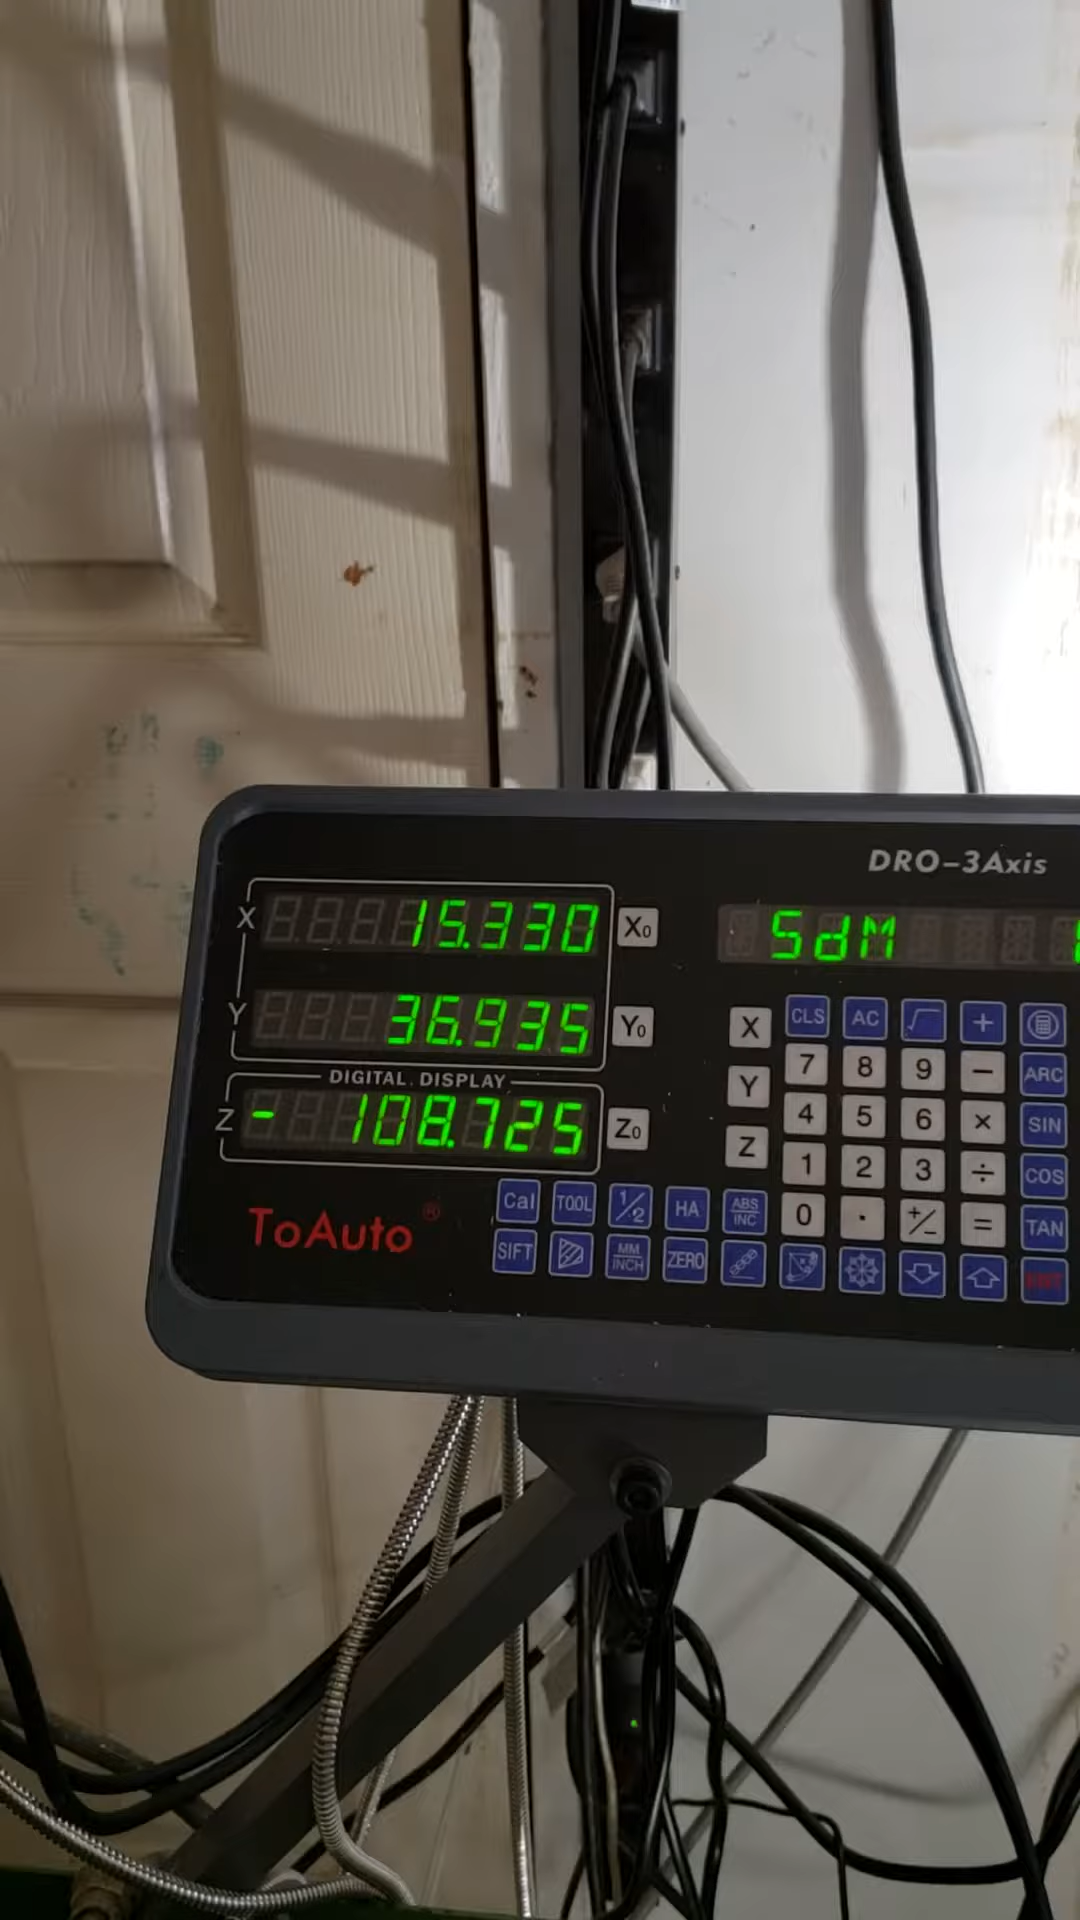 DRO-3Axis
X 15.330 X0
SdM
Y 36.935 Y0
DIGITAL DISPLAY
Z - 108.725 Z0
X CLS AC √ +
7 8 9 - ARC
Y
4 5 6 × SIN
Z
1 2 3 ÷ COS
0 . +/- = TAN
Cal TOOL 1/2 HA ABS/INC
ToAuto ®
SIFT MM/INCH ZERO ENT